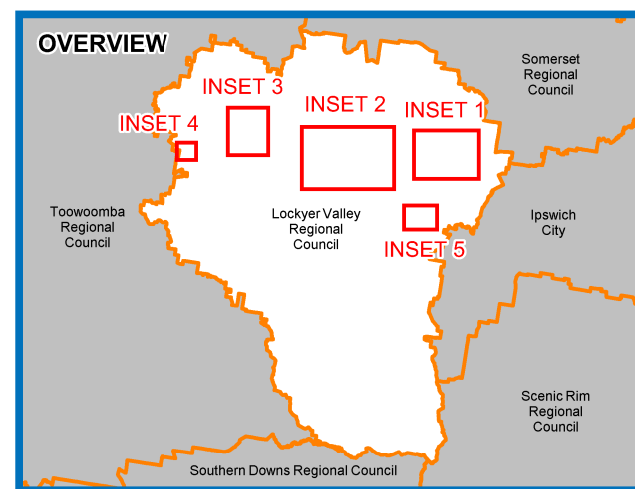 OVERVIEW
Somerset
Regional
Council
INSET 3
INSET 2
INSET 1
INSET 4
Toowoomba
Regional
Council
Lockyer Valley
Regional
Council
Ipswich
City
INSET 5
Scenic Rim
Regional
Council
Southern Downs Regional Council